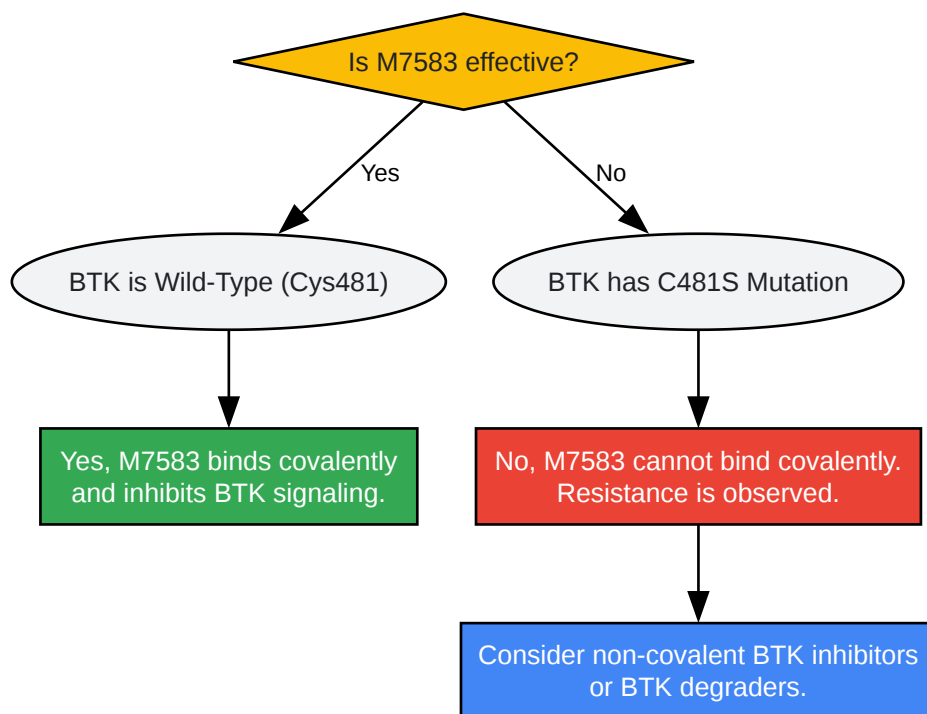 Is M7583 effective?
Yes
No
BTK is Wild-Type (Cys481)
BTK has C481S Mutation
Yes, M7583 binds covalently
and inhibits BTK signaling.
No, M7583 cannot bind covalently.
Resistance is observed.
Consider non-covalent BTK inhibitors
or BTK degraders.